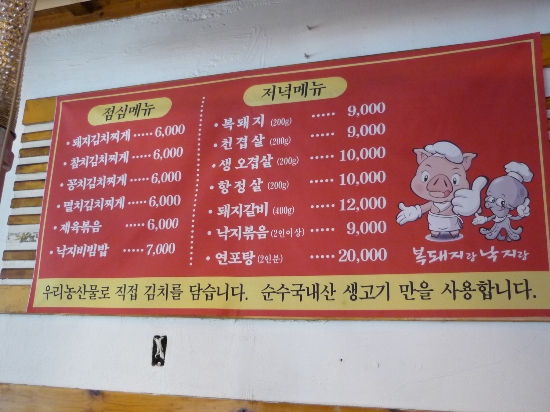 점심메뉴
·돼지김치찌게 ····· 6,000
·참치김치찌게 ····· 6,000
·꽁치김치찌게 ····· 6,000
·멸치김치찌게 ····· 6,000
·제육볶음 ····· 6,000
·낙지비빔밥 ····· 7,000
저녁메뉴
·복돼지 (200g) ····· 9,000
·천겹살 (200g) ····· 9,000
·생오겹살 (200g) ····· 10,000
·항정살 (200g) ····· 10,000
·돼지갈비 (400g) ····· 12,000
·낙지볶음 (2인이상) ····· 9,000
·연포탕 (2인분) ····· 20,000
복돼지랑 낙지랑
우리농산물로 직접 김치를 담습니다. 순수국내산 생고기 만을 사용합니다.